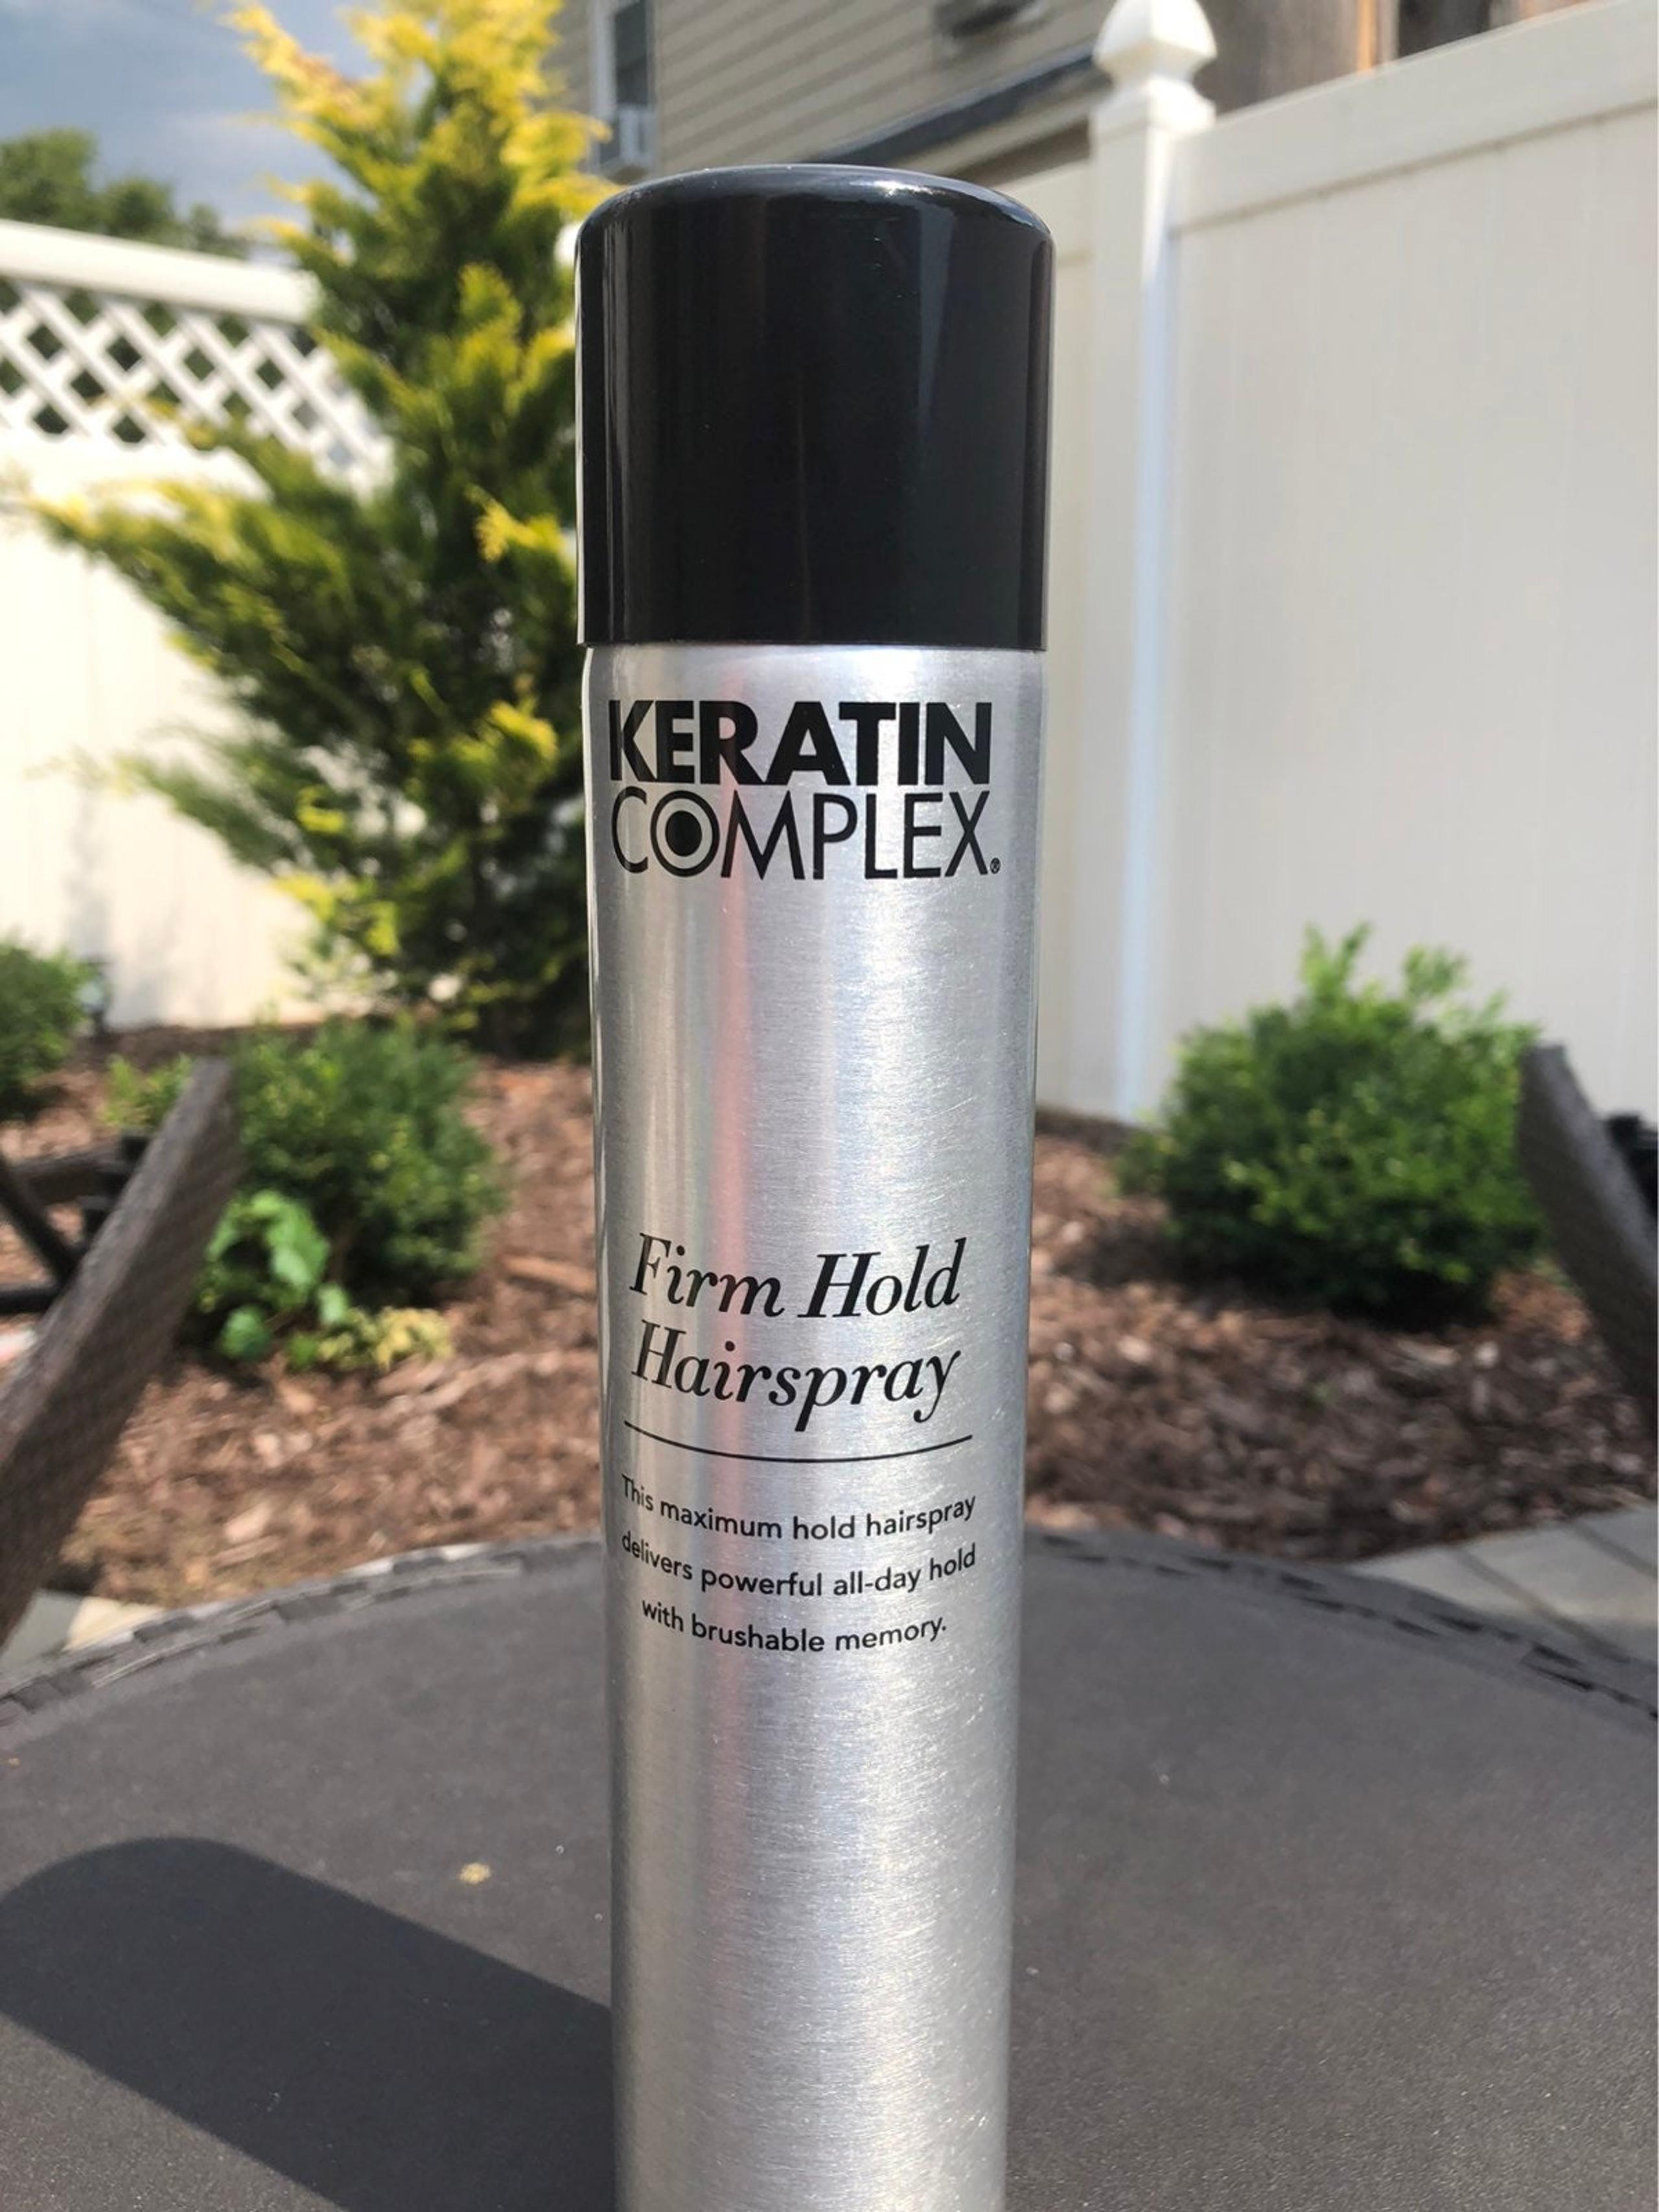 KERATIN
COMPLEX®
Firm Hold
Hairspray
This maximum hold hairspray
delivers powerful all-day hold
with brushable memory.